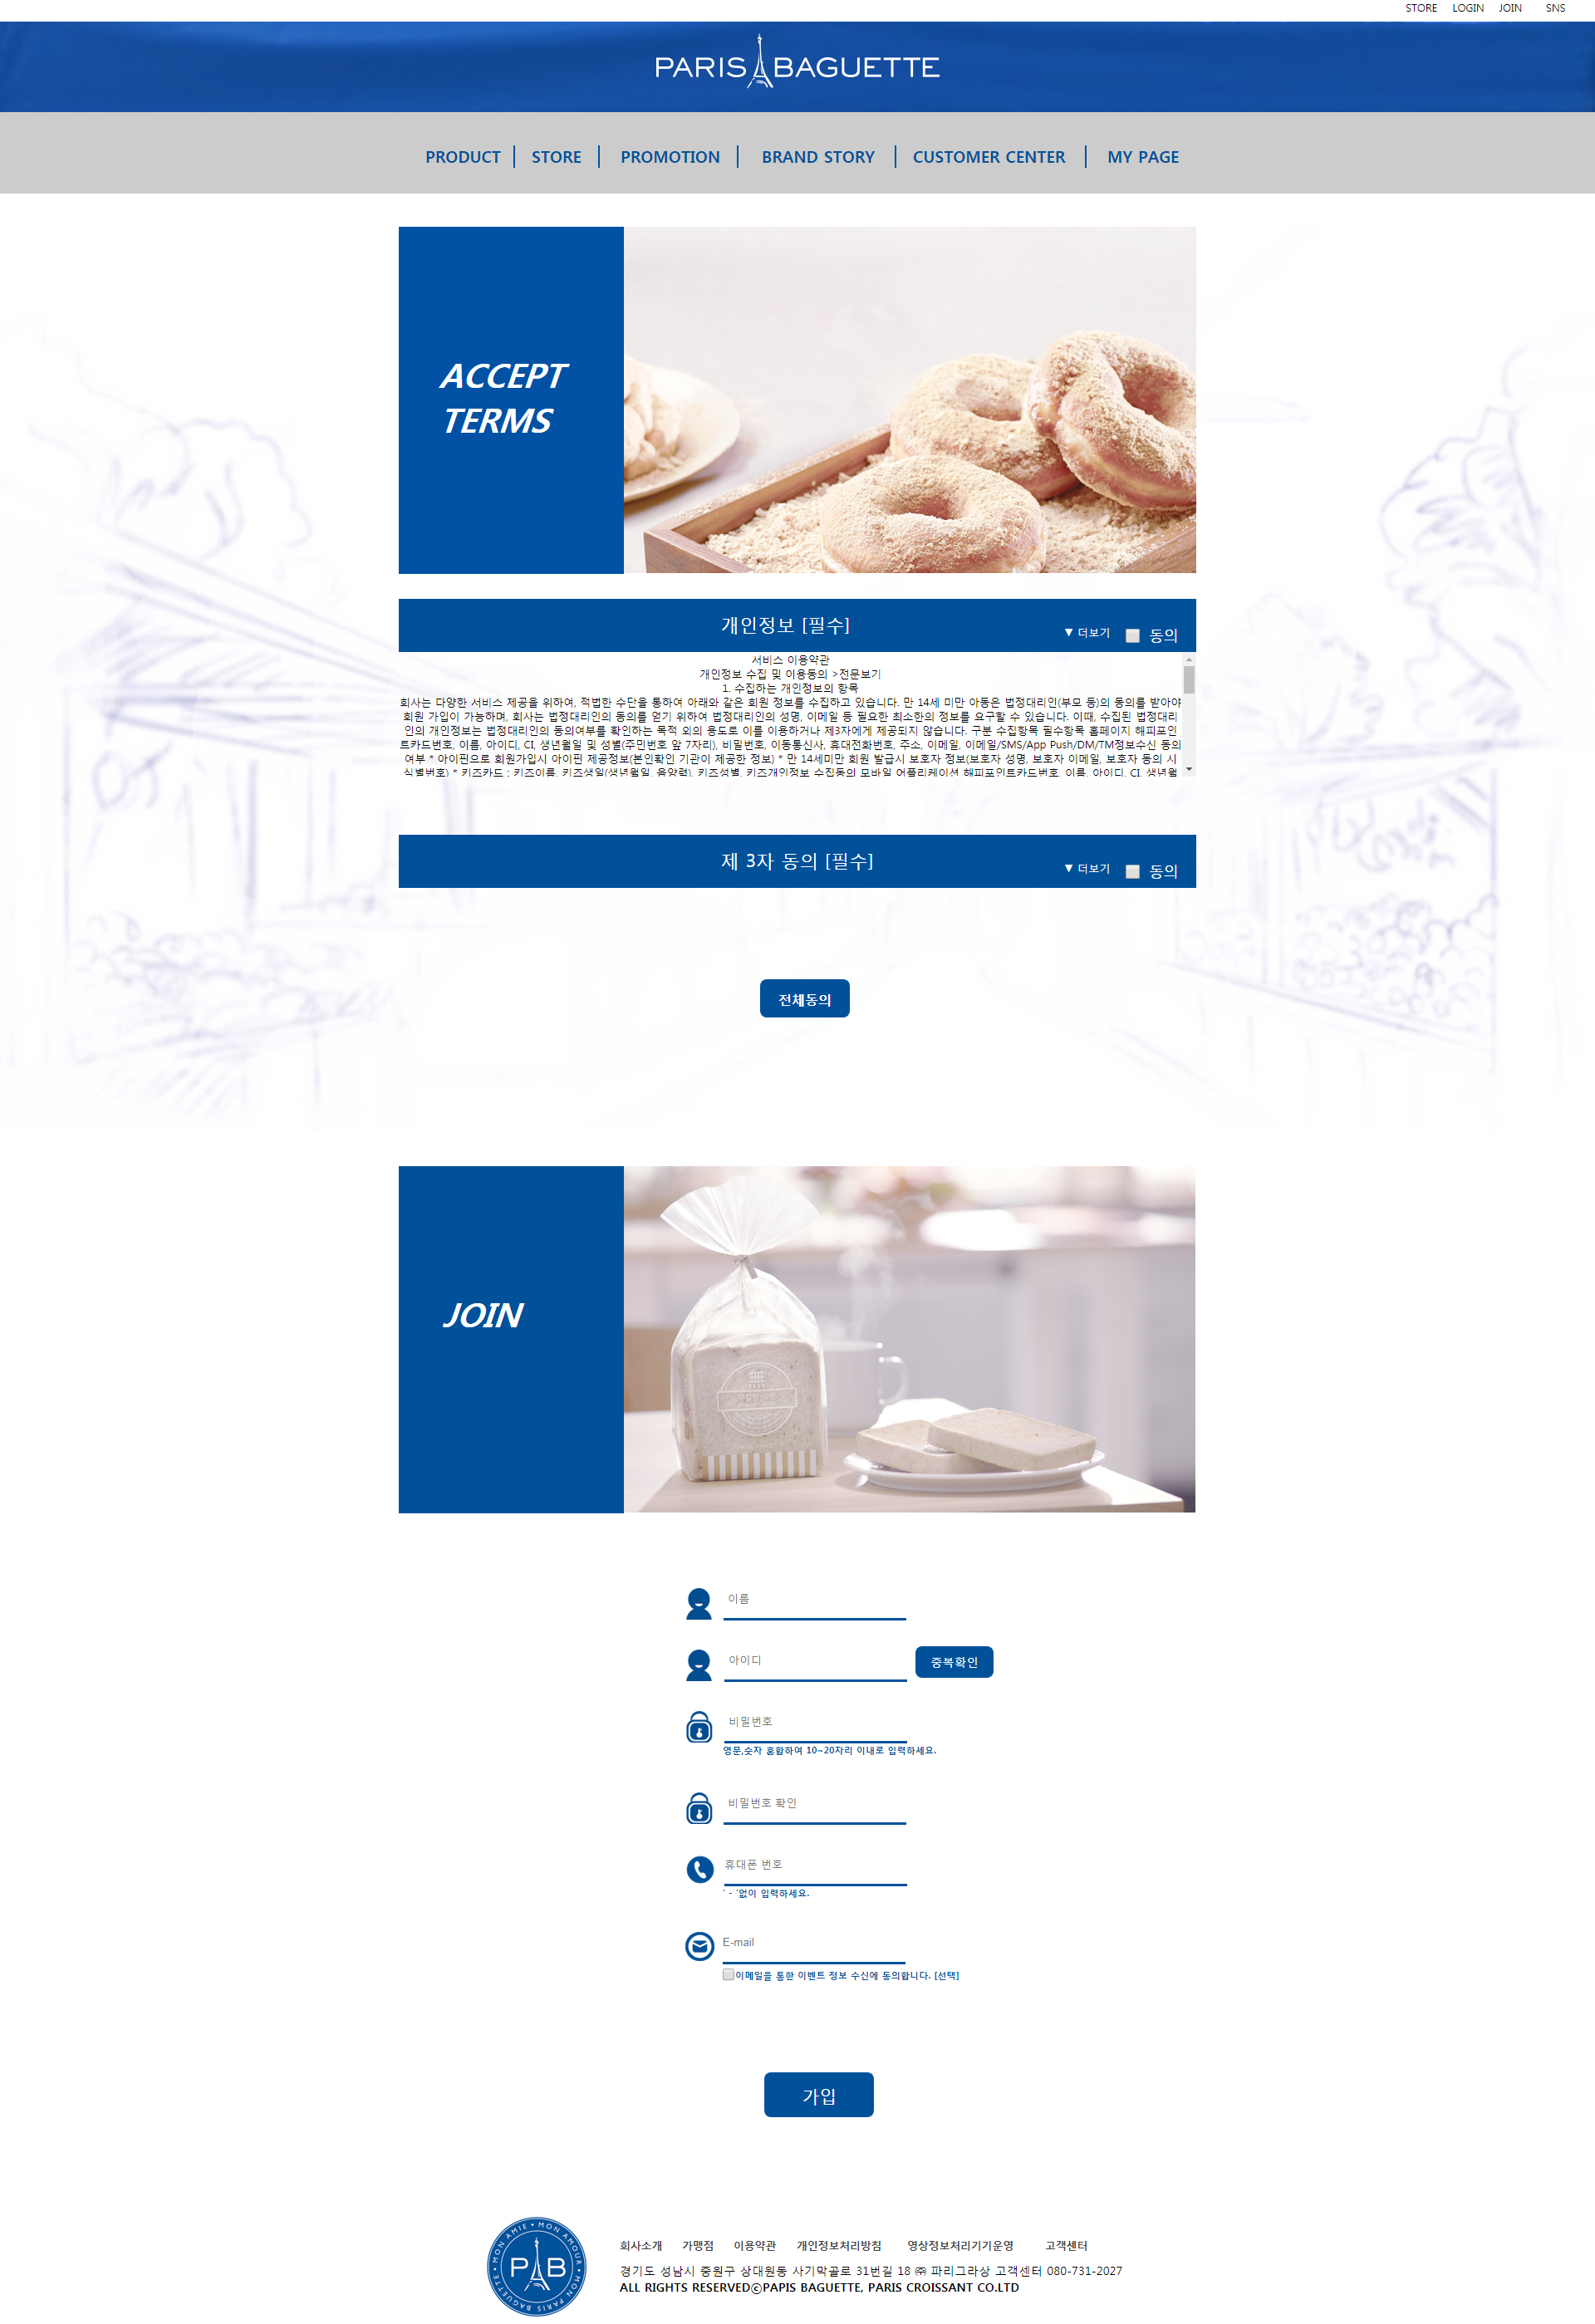 STORE LOGIN JOIN SNS
PARIS BAGUETTE
PRODUCT STORE PROMOTION BRAND STORY CUSTOMER CENTER MY PAGE
ACCEPT
TERMS
개인정보 [필수] ▼ 더보기 동의
서비스 이용약관
개인정보 수집 및 이용동의 >전문보기
1. 수집하는 개인정보의 항목
회사는 다양한 서비스 제공을 위하여, 적법한 수단을 통하여 아래와 같은 회원 정보를 수집하고 있습니다. 만 14세 미만 아동은 법정대리인(부모 등)의 동의를 받아야
회원 가입이 가능하며, 회사는 법정대리인의 동의를 얻기 위하여 법정대리인의 성명, 이메일 등 필요한 최소한의 정보를 요구할 수 있습니다. 이때, 수집된 법정대리
인의 개인정보는 법정대리인의 동의여부를 확인하는 목적 외의 용도로 이를 이용하거나 제3자에게 제공되지 않습니다. 구분 수집항목 필수항목 홈페이지 해피포인
트카드번호, 이름, 아이디, CI, 생년월일 및 성별(주민번호 앞 7자리), 비밀번호, 이동통신사, 휴대전화번호, 주소, 이메일, 이메일/SMS/App Push/DM/TM정보수신 동의
여부 * 아이핀으로 회원가입시 아이핀 제공정보(본인확인 기관이 제공한 정보) * 만 14세미만 회원 발급시 보호자 정보(보호자 성명, 보호자 이메일, 보호자 동의 시
식별번호) * 키즈카드 : 키즈이름, 키즈생일(생년월일, 음양력), 키즈성별, 키즈개인정보 수집동의 모바일 어플리케이션 해피포인트카드번호, 이름, 아이디, CI, 생년월
제 3자 동의 [필수] ▼ 더보기 동의
전체동의
JOIN
無
이름
아이디 중복확인
비밀번호
영문,숫자 혼합하여 10~20자리 이내로 입력하세요.
비밀번호 확인
휴대폰 번호
' - '없이 입력하세요.
E-mail
이메일을 통한 이벤트 정보 수신에 동의합니다. [선택]
가입
MON AMIE • MON AMOUR • MON PARIS BAGUETTE
PB
회사소개 가맹점 이용약관 개인정보처리방침 영상정보처리기기운영 고객센터
경기도 성남시 중원구 상대원동 사기막골로 31번길 18 ㈜ 파리그라상 고객센터 080-731-2027
ALL RIGHTS RESERVEDⓒPAPIS BAGUETTE, PARIS CROISSANT CO.LTD